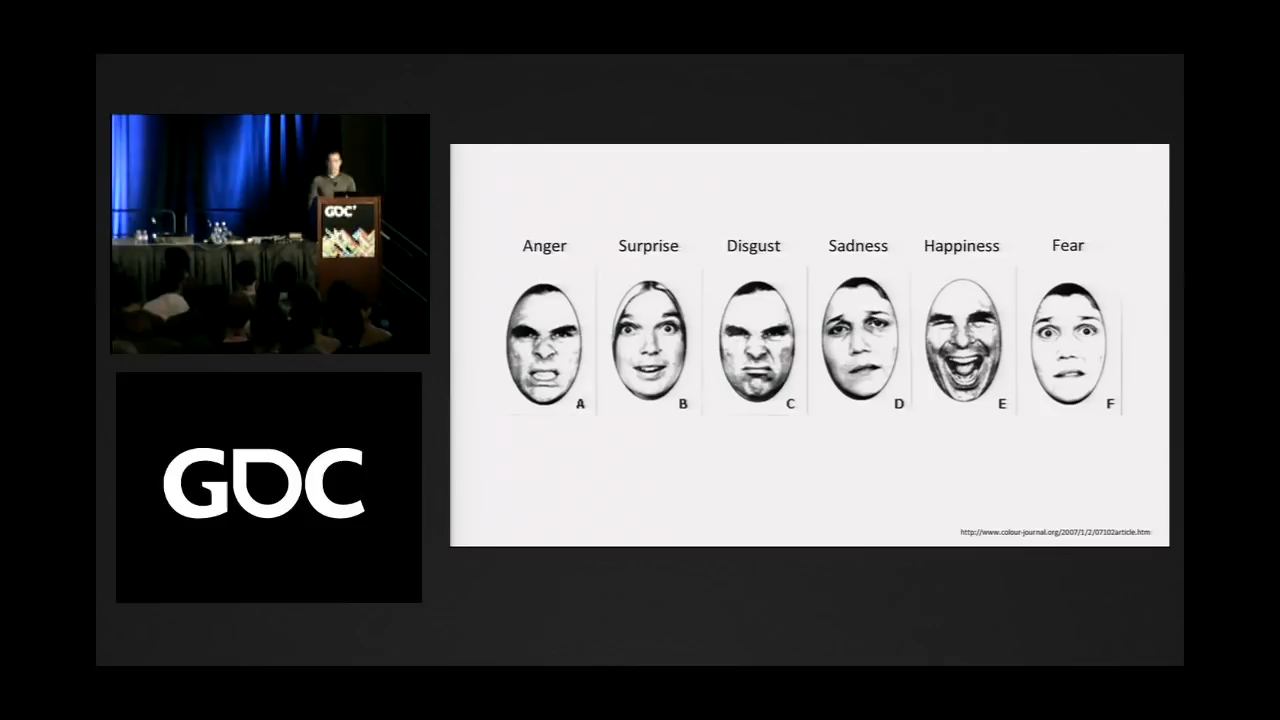 GDC
GDC
Anger Surprise Disgust Sadness Happiness Fear
A B C D E F
http://www.colour-journal.org/2007/1/2/07102article.htm